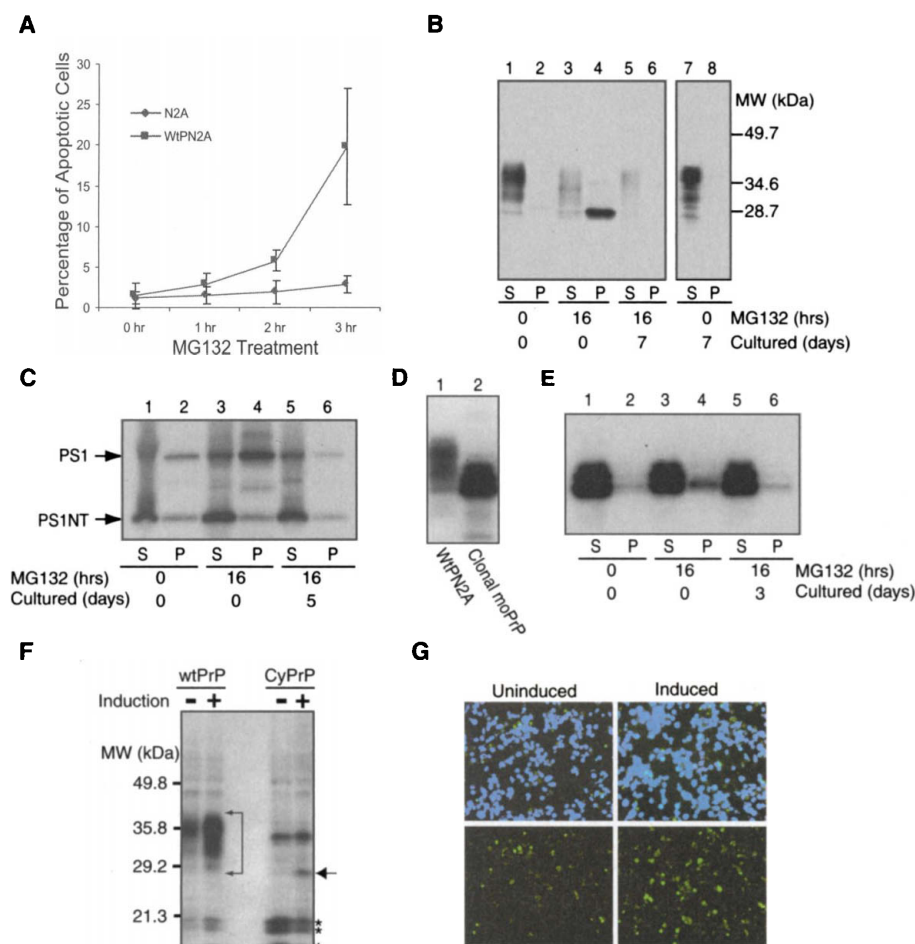 A
Percentage of Apoptotic Cells
30
25
20
15
10
5
0
N2A
WtPN2A
0 hr 1 hr 2 hr 3 hr
MG132 Treatment
B
1 2 3 4 5 6 7 8
MW (kDa)
49.7
34.6
28.7
S P S P S P S P
0 16 16 0 MG132 (hrs)
0 0 7 7 Cultured (days)
C
1 2 3 4 5 6
PS1
PS1NT
S P S P S P
MG132 (hrs) 0 16 16
Cultured (days) 0 0 5
D
1 2
WtPN2A
Clonal moPrP
E
1 2 3 4 5 6
S P S P S P
0 16 16 MG132 (hrs)
0 0 3 Cultured (days)
F
wtPrP CyPrP
Induction - + - +
MW (kDa)
49.8
35.8
29.2
21.3
*
*
G
Uninduced Induced